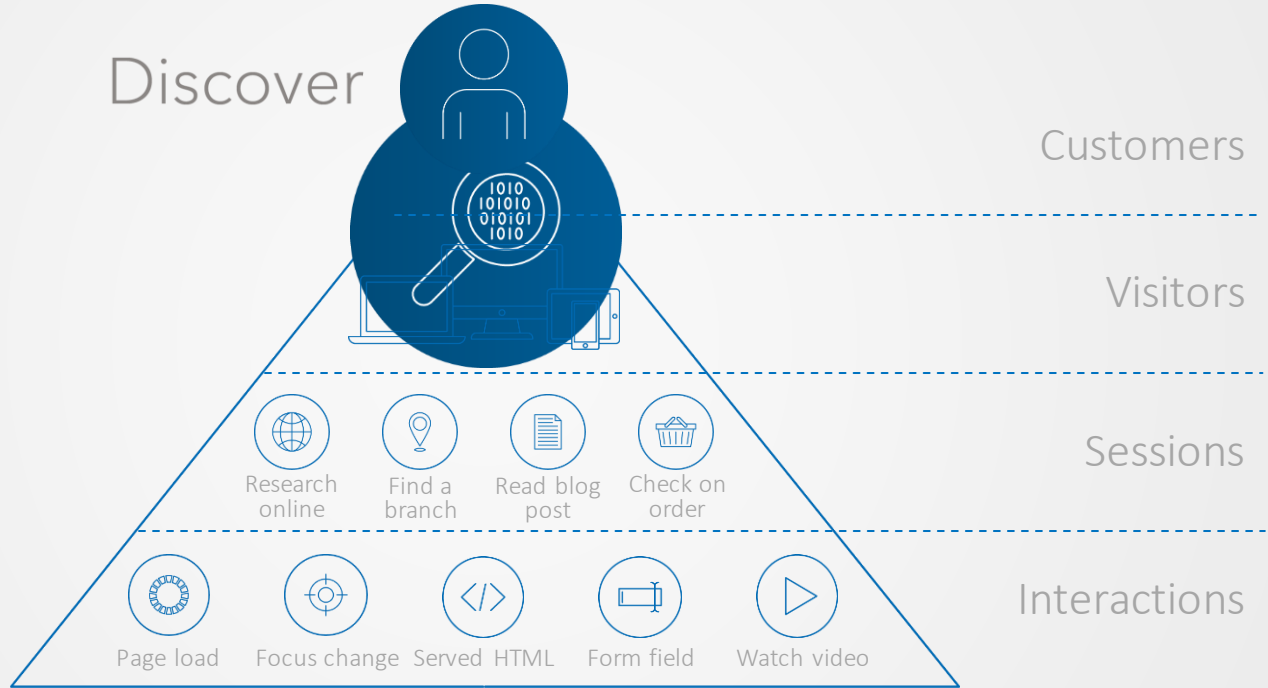 Discover
Customers
1010
101010
010101
1010
Visitors
Sessions
Research
online
Find a
branch
Read blog
post
Check on
order
Interactions
Page load
Focus change
Served HTML
Form field
Watch video